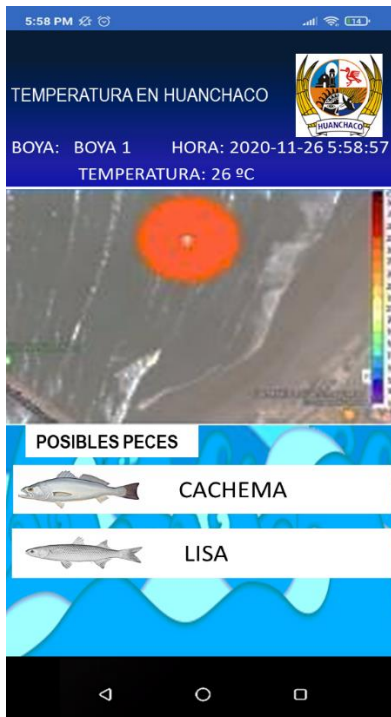 5:58 PM
14
TEMPERATURA EN HUANCHACO
HUANCHACO
BOYA: BOYA 1 HORA: 2020-11-26 5:58:57
TEMPERATURA: 26 ºC
POSIBLES PECES
CACHEMA
LISA